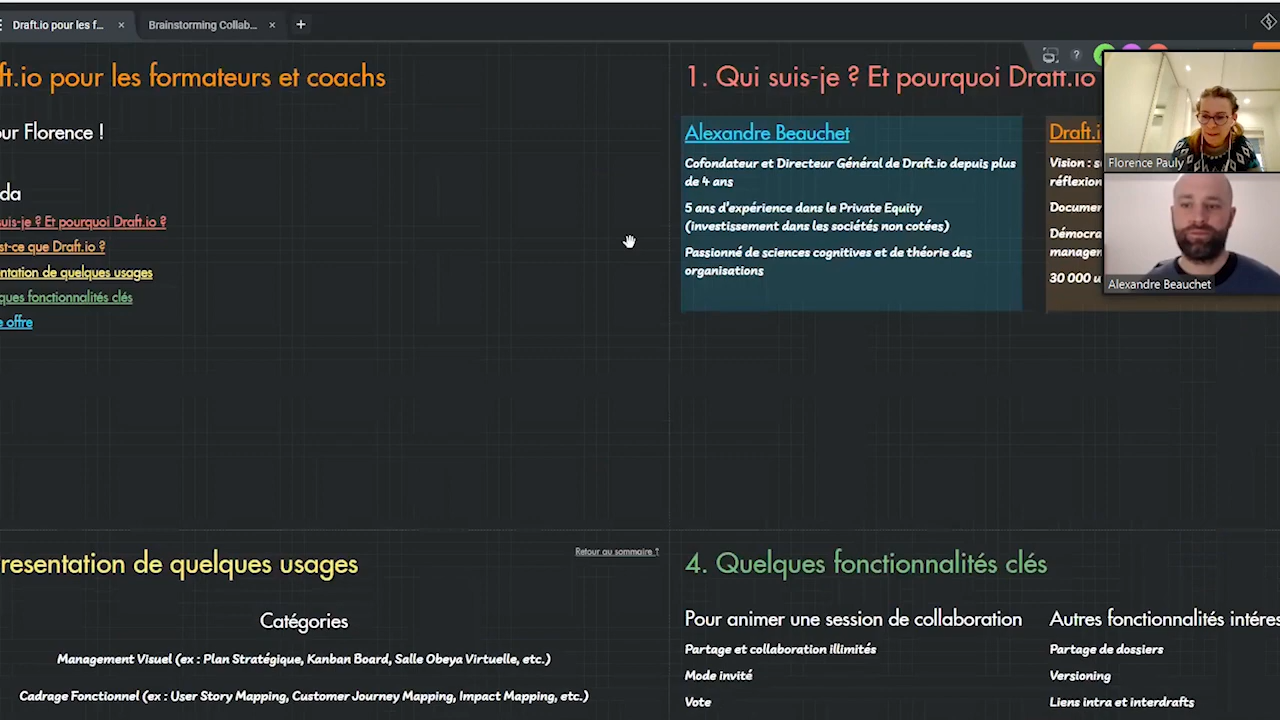 Draft.io pour les f...
Brainstorming Collab...
ft.io pour les formateurs et coachs
our Florence !
da
suis-je ? Et pourquoi Draft.io ?
st-ce que Draft.io ?
ntation de quelques usages
ques fonctionnalités clés
e offre
1. Qui suis-je ? Et pourquoi Draft.io
Alexandre Beauchet
Cofondateur et Directeur Général de Draft.io depuis plus
de 4 ans
5 ans d'expérience dans le Private Equity
(investissement dans les sociétés non cotées)
Passionné de sciences cognitives et de théorie des
organisations
Draft.i
Vision : s
réflexion
Documen
Démocra
managem
30 000 u
Florence Pauly
Alexandre Beauchet
resentation de quelques usages
Retour au sommaire ↑
Catégories
Management Visuel (ex : Plan Stratégique, Kanban Board, Salle Obeya Virtuelle, etc.)
Cadrage Fonctionnel (ex : User Story Mapping, Customer Journey Mapping, Impact Mapping, etc.)
4. Quelques fonctionnalités clés
Pour animer une session de collaboration
Partage et collaboration illimités
Mode invité
Vote
Autres fonctionnalités intéres
Partage de dossiers
Versioning
Liens intra et interdrafts